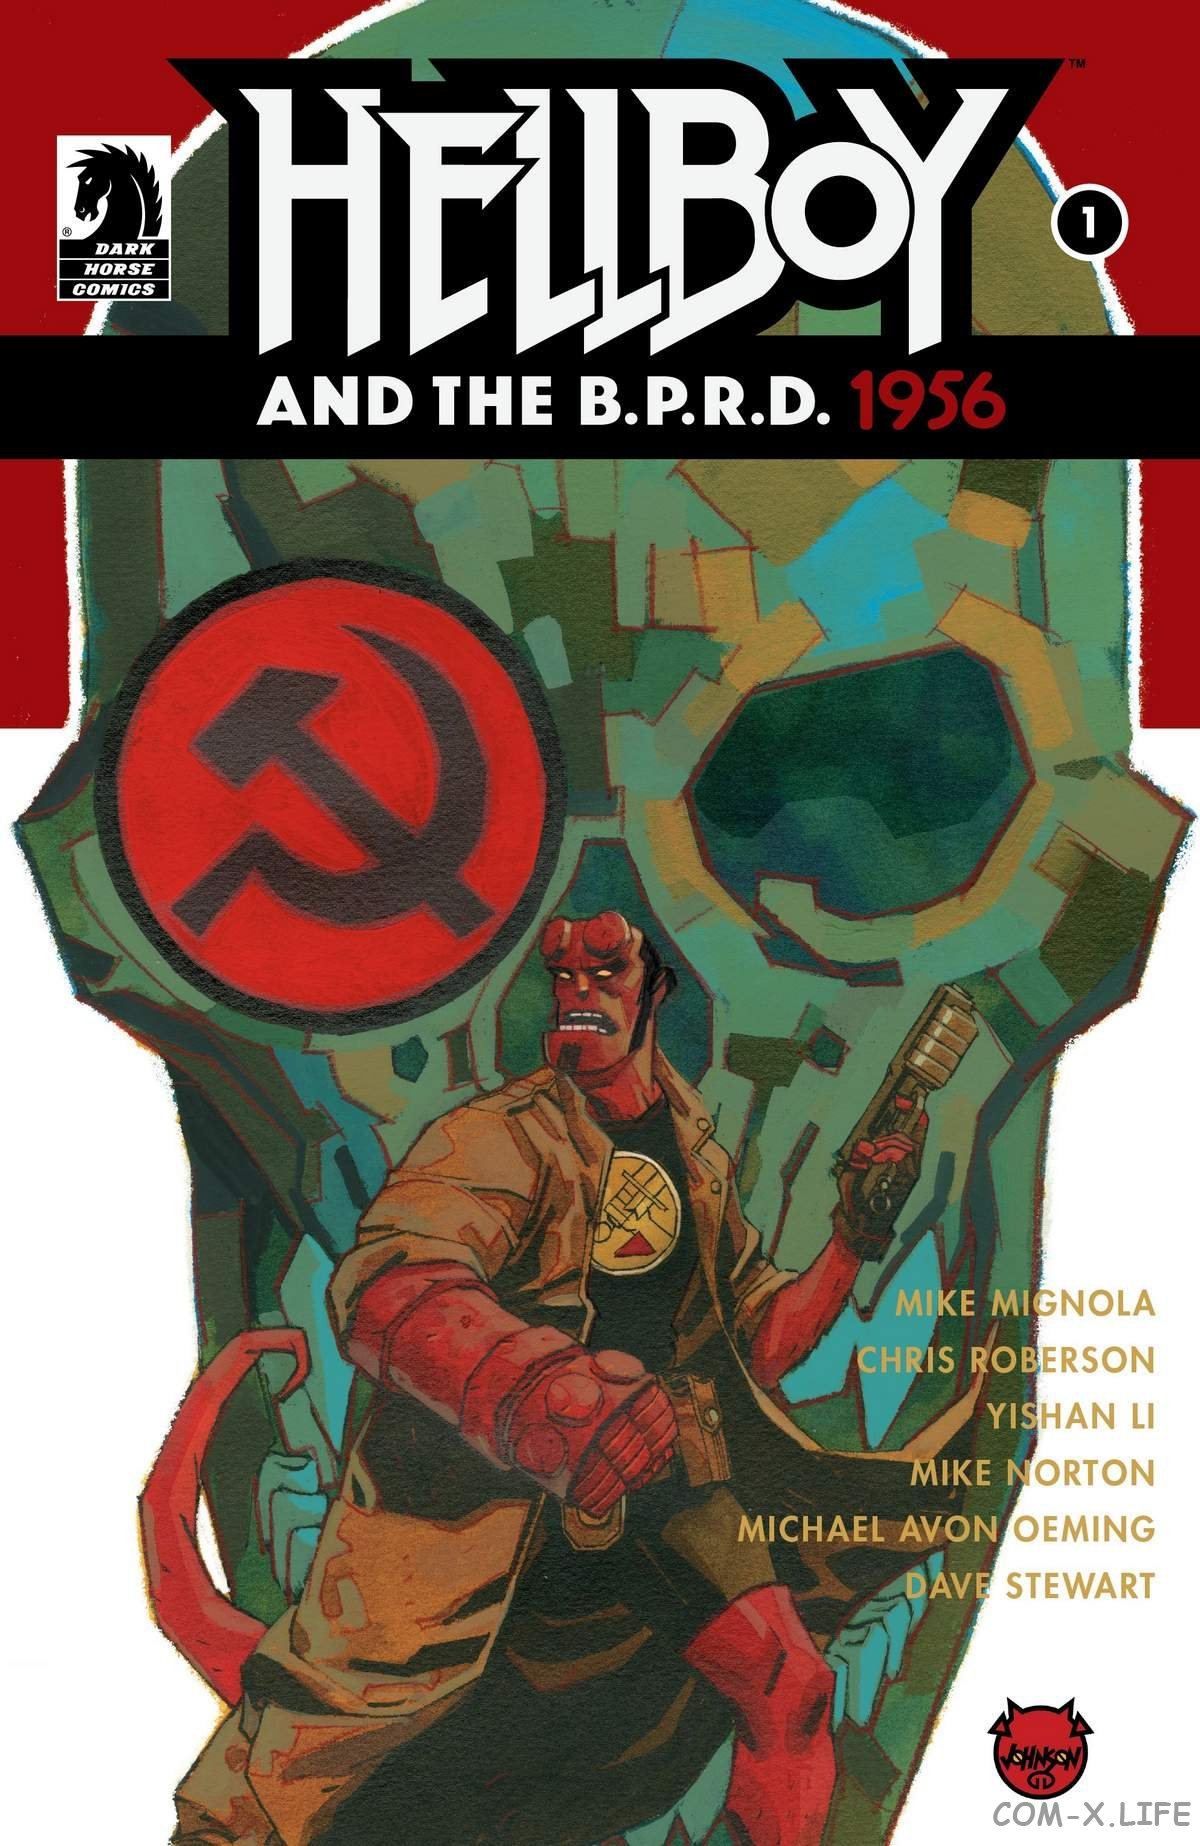 HELLBOY
TM
1
®
DARK
HORSE
COMICS
AND THE B.P.R.D. 1956
MIKE MIGNOLA
CHRIS ROBERSON
YISHAN LI
MIKE NORTON
MICHAEL AVON OEMING
DAVE STEWART
JOHNSON
COM-X.LIFE